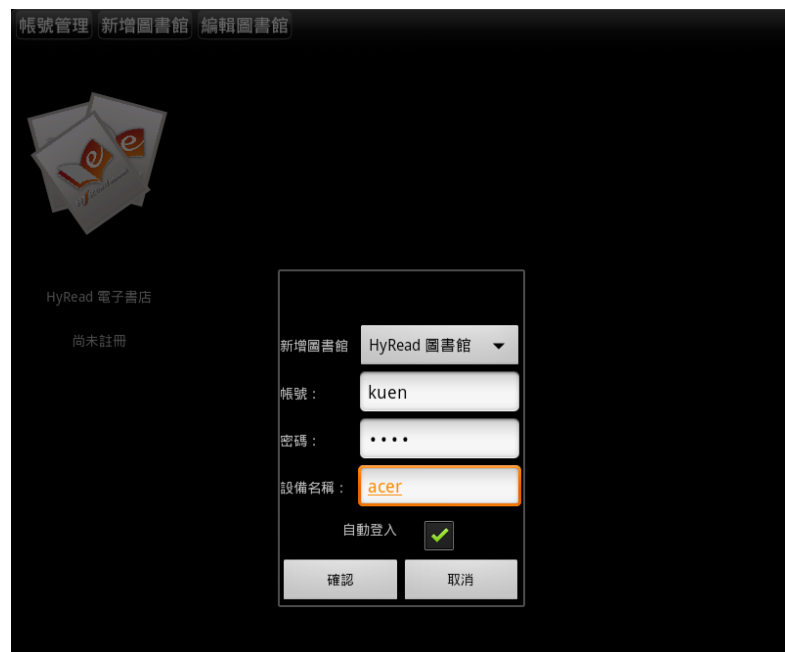 帳號管理 新增圖書館 編輯圖書館
e e
HyRead 電子書店
尚未註冊
新增圖書館 HyRead 圖書館
帳號： kuen
密碼： ••••
設備名稱： acer
自動登入
確認 取消